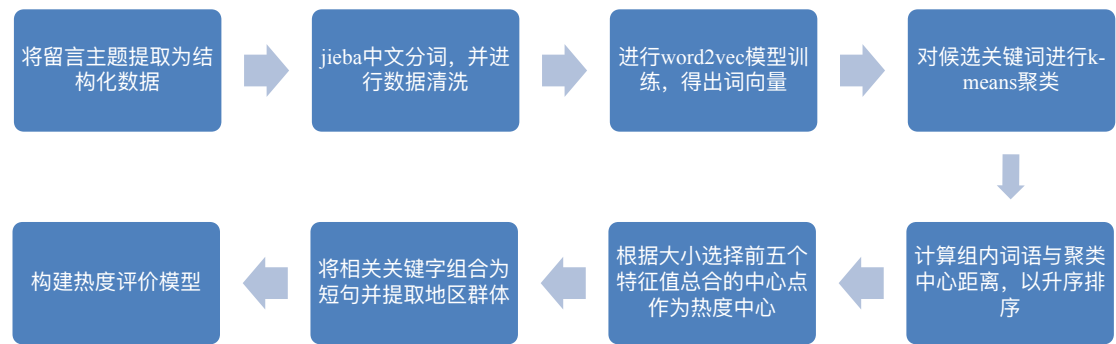 将留言主题提取为结
构化数据
jieba中文分词，并进
行数据清洗
进行word2vec模型训
练，得出词向量
对候选关键词进行k-
means聚类
计算组内词语与聚类
中心距离，以升序排
序
根据大小选择前五个
特征值总合的中心点
作为热度中心
将相关关键字组合为
短句并提取地区群体
构建热度评价模型